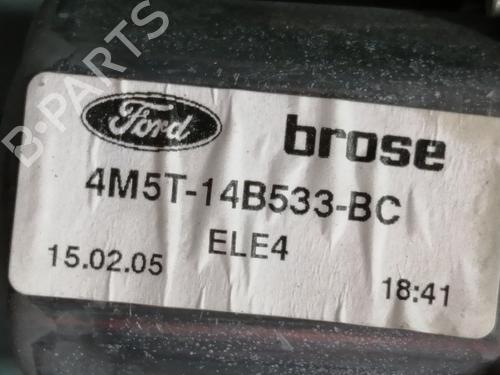 Ford brose
4M5T-14B533-BC
ELE4
15.02.05 18:41
B-PARTS